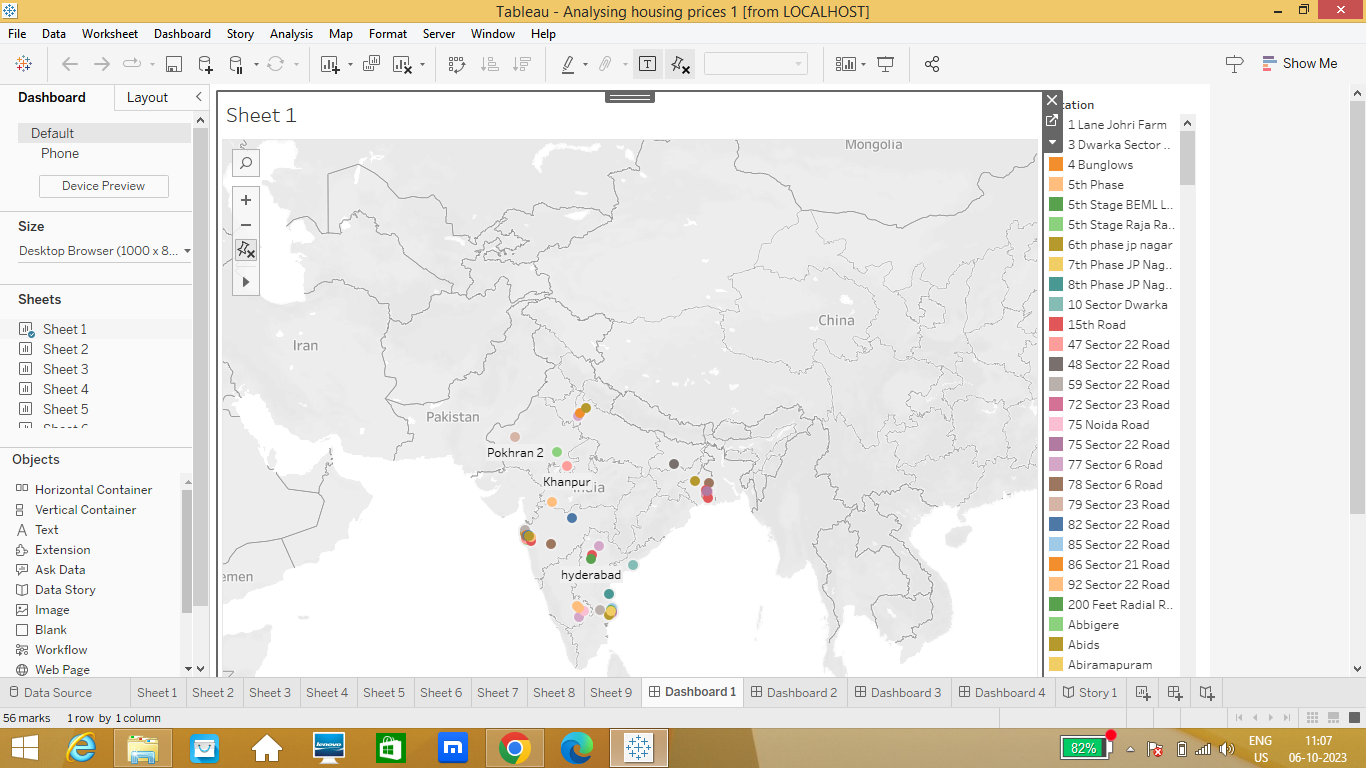 Tableau - Analysing housing prices 1 [from LOCALHOST]
File Data Worksheet Dashboard Story Analysis Map Format Server Window Help
Show Me
Dashboard Layout
Default
Phone
Device Preview
Size
Desktop Browser (1000 x 8...
Sheets
Sheet 1
Sheet 2
Sheet 3
Sheet 4
Sheet 5
Objects
Horizontal Container
Vertical Container
Text
Extension
Ask Data
Data Story
Image
Blank
Workflow
Web Page
Sheet 1
Mongolia
China
Iran
Pakistan
Pokhran 2
Khanpur
hyderabad
emen
tation
1 Lane Johri Farm
3 Dwarka Sector ..
4 Bunglows
5th Phase
5th Stage BEML L..
5th Stage Raja Ra..
6th phase jp nagar
7th Phase JP Nag..
8th Phase JP Nag..
10 Sector Dwarka
15th Road
47 Sector 22 Road
48 Sector 22 Road
59 Sector 22 Road
72 Sector 23 Road
75 Noida Road
75 Sector 22 Road
77 Sector 6 Road
78 Sector 6 Road
79 Sector 23 Road
82 Sector 22 Road
85 Sector 22 Road
86 Sector 21 Road
92 Sector 22 Road
200 Feet Radial R..
Abbigere
Abids
Abiramapuram
Data Source Sheet 1 Sheet 2 Sheet 3 Sheet 4 Sheet 5 Sheet 6 Sheet 7 Sheet 8 Sheet 9 Dashboard 1 Dashboard 2 Dashboard 3 Dashboard 4 Story 1
56 marks 1 row by 1 column
lenovo
82%
ENG
US
11:07
06-10-2023